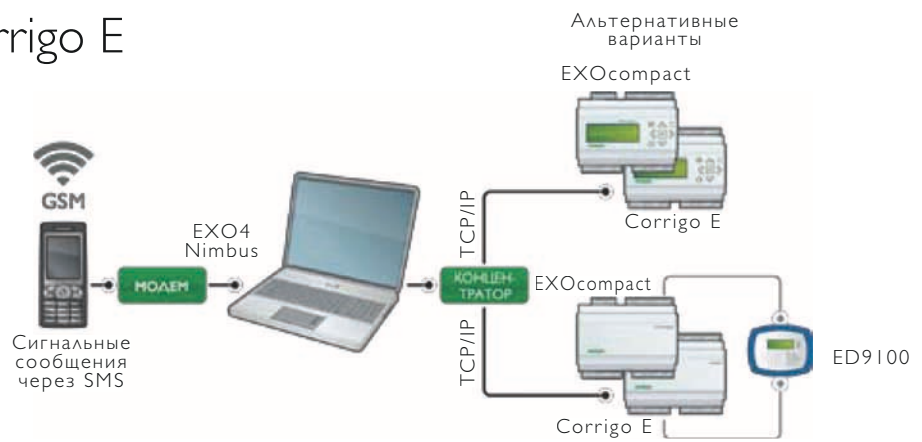 rrigo E
Альтернативные
варианты
EXOcompact
Corrigo E
GSM
EXO4
Nimbus
МОДЕМ
КОНЦЕН-
ТРАТОР
TCP/IP
TCP/IP
EXOcompact
Corrigo E
ED9100
Сигнальные
сообщения
через SMS